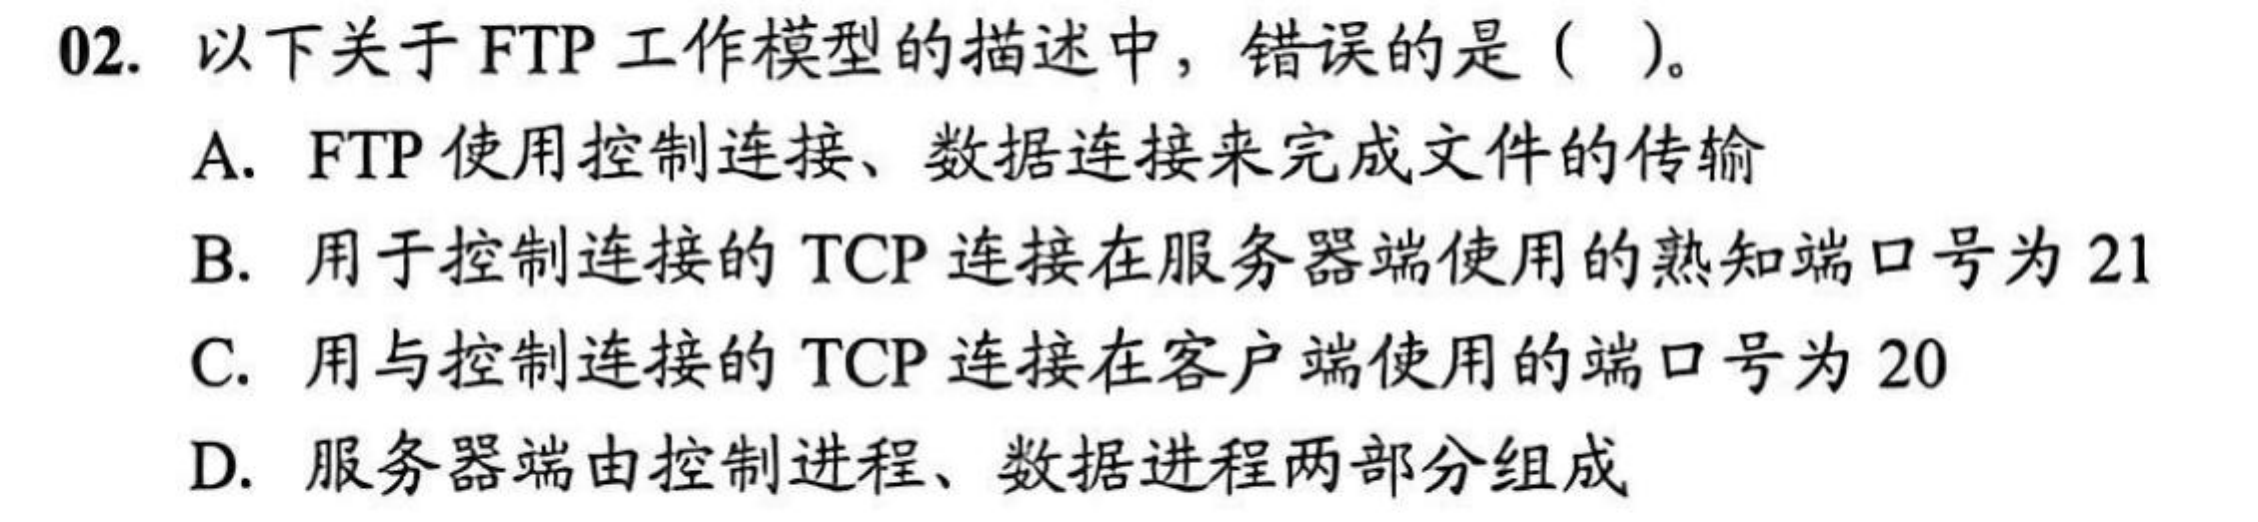 02. 以下关于 FTP 工作模型的描述中，错误的是（ ）。
A. FTP 使用控制连接、数据连接来完成文件的传输
B. 用于控制连接的 TCP 连接在服务器端使用的熟知端口号为 21
C. 用与控制连接的 TCP 连接在客户端使用的端口号为 20
D. 服务器端由控制进程、数据进程两部分组成